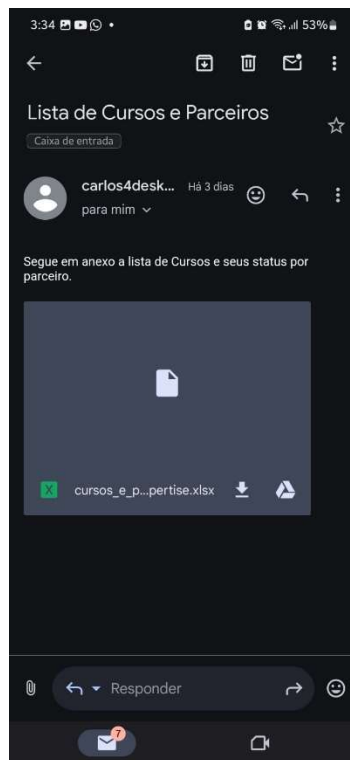 3:34
53%
Lista de Cursos e Parceiros
Caixa de entrada
carlos4desk... Há 3 dias
para mim
Segue em anexo a lista de Cursos e seus status por
parceiro.
X cursos_e_p...pertise.xlsx
Responder
7